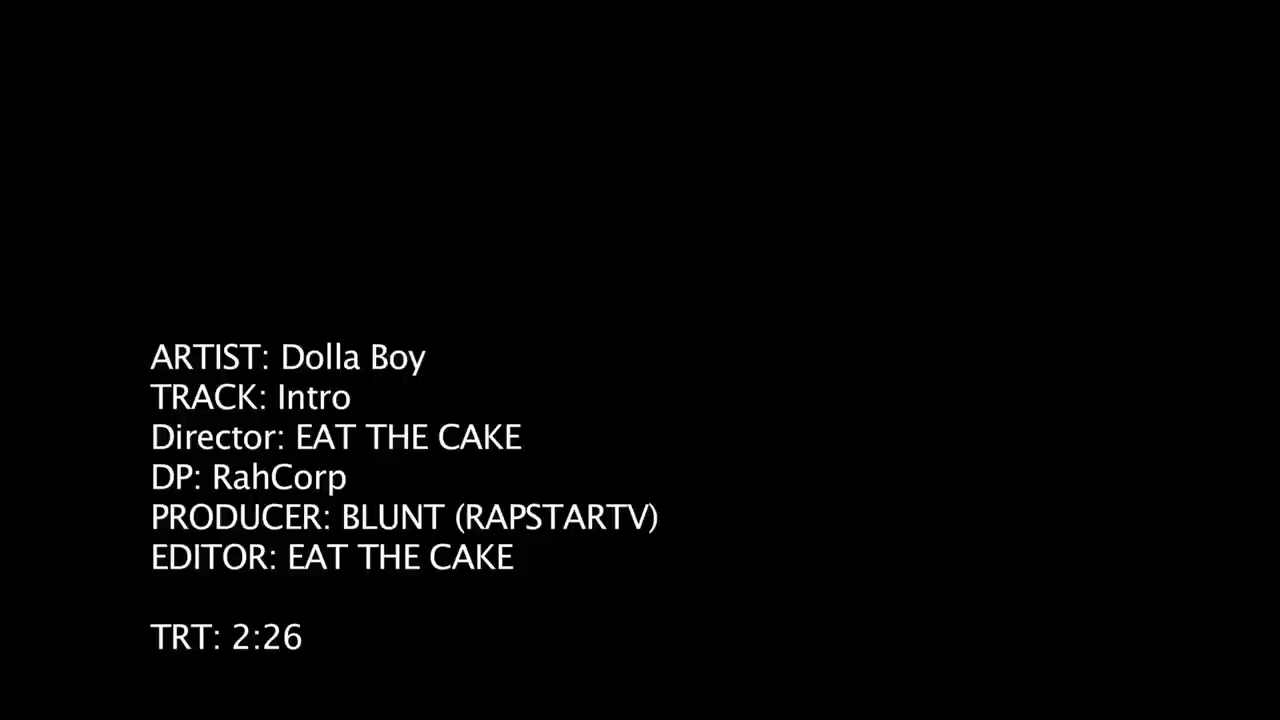 ARTIST: Dolla Boy
TRACK: Intro
Director: EAT THE CAKE
DP: RahCorp
PRODUCER: BLUNT (RAPSTARTV)
EDITOR: EAT THE CAKE
TRT: 2:26